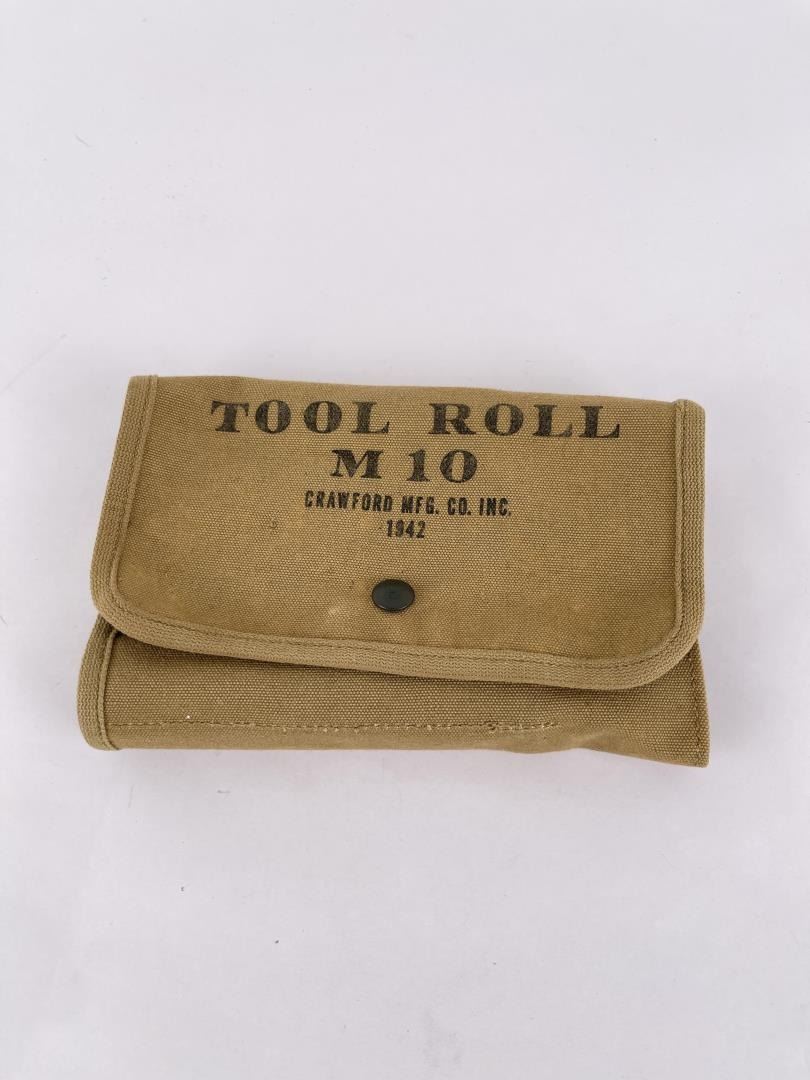 TOOL ROLL
M 10
CRAWFORD MFG. CO. INC.
1942